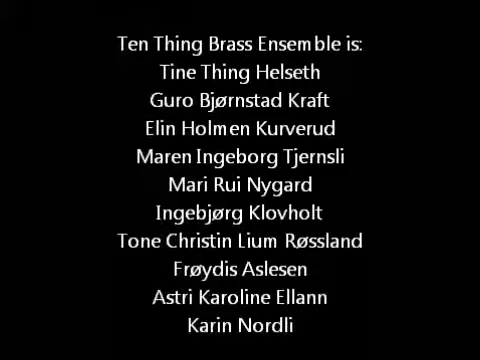 Ten Thing Brass Ensemble is:
Tine Thing Helseth
Guro Bjørnstad Kraft
Elin Holmen Kurverud
Maren Ingeborg Tjernsli
Mari Rui Nygard
Ingebjørg Klovholt
Tone Christin Lium Røssland
Frøydis Aslesen
Astri Karoline Ellann
Karin Nordli